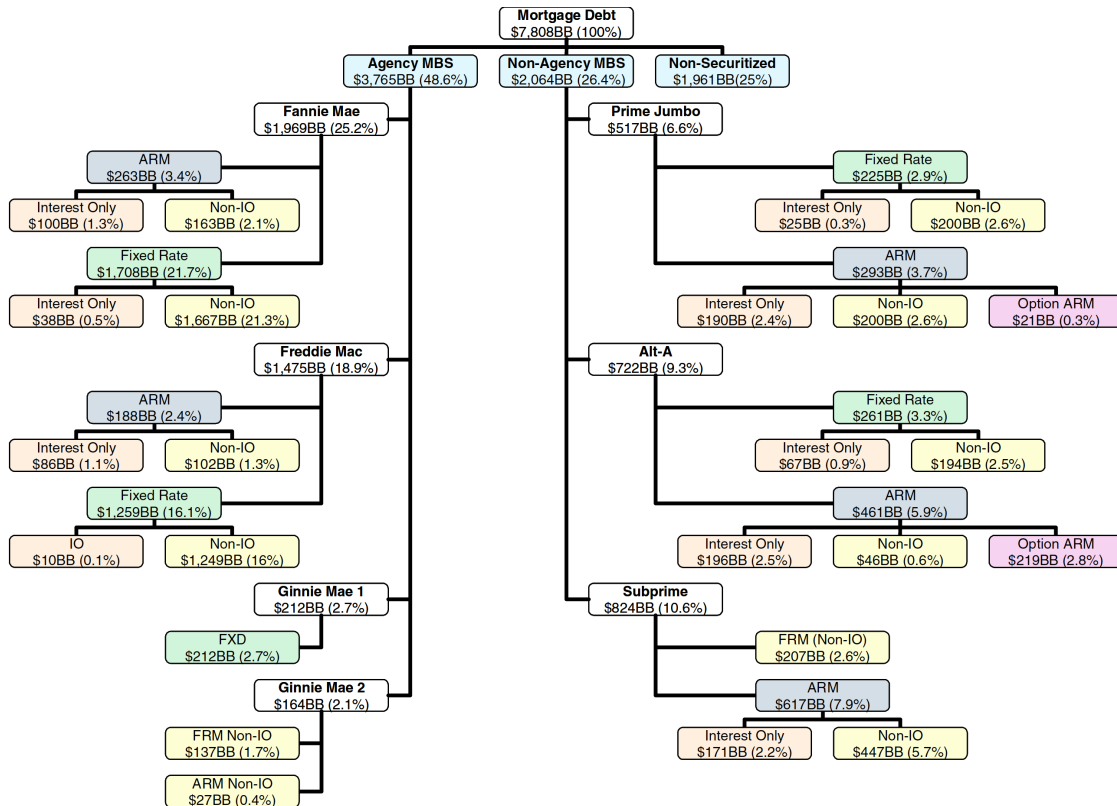 Mortgage Debt
$7,808BB (100%)
Agency MBS
$3,765BB (48.6%)
Non-Agency MBS
$2,064BB (26.4%)
Non-Securitized
$1,961BB(25%)
Fannie Mae
$1,969BB (25.2%)
ARM
$263BB (3.4%)
Interest Only
$100BB (1.3%)
Non-IO
$163BB (2.1%)
Fixed Rate
$1,708BB (21.7%)
Interest Only
$38BB (0.5%)
Non-IO
$1,667BB (21.3%)
Freddie Mac
$1,475BB (18.9%)
ARM
$188BB (2.4%)
Interest Only
$86BB (1.1%)
Non-IO
$102BB (1.3%)
Fixed Rate
$1,259BB (16.1%)
IO
$10BB (0.1%)
Non-IO
$1,249BB (16%)
Ginnie Mae 1
$212BB (2.7%)
FXD
$212BB (2.7%)
Ginnie Mae 2
$164BB (2.1%)
FRM Non-IO
$137BB (1.7%)
ARM Non-IO
$27BB (0.4%)
Prime Jumbo
$517BB (6.6%)
Fixed Rate
$225BB (2.9%)
Interest Only
$25BB (0.3%)
Non-IO
$200BB (2.6%)
ARM
$293BB (3.7%)
Interest Only
$190BB (2.4%)
Non-IO
$200BB (2.6%)
Option ARM
$21BB (0.3%)
Alt-A
$722BB (9.3%)
Fixed Rate
$261BB (3.3%)
Interest Only
$67BB (0.9%)
Non-IO
$194BB (2.5%)
ARM
$461BB (5.9%)
Interest Only
$196BB (2.5%)
Non-IO
$46BB (0.6%)
Option ARM
$219BB (2.8%)
Subprime
$824BB (10.6%)
FRM (Non-IO)
$207BB (2.6%)
ARM
$617BB (7.9%)
Interest Only
$171BB (2.2%)
Non-IO
$447BB (5.7%)